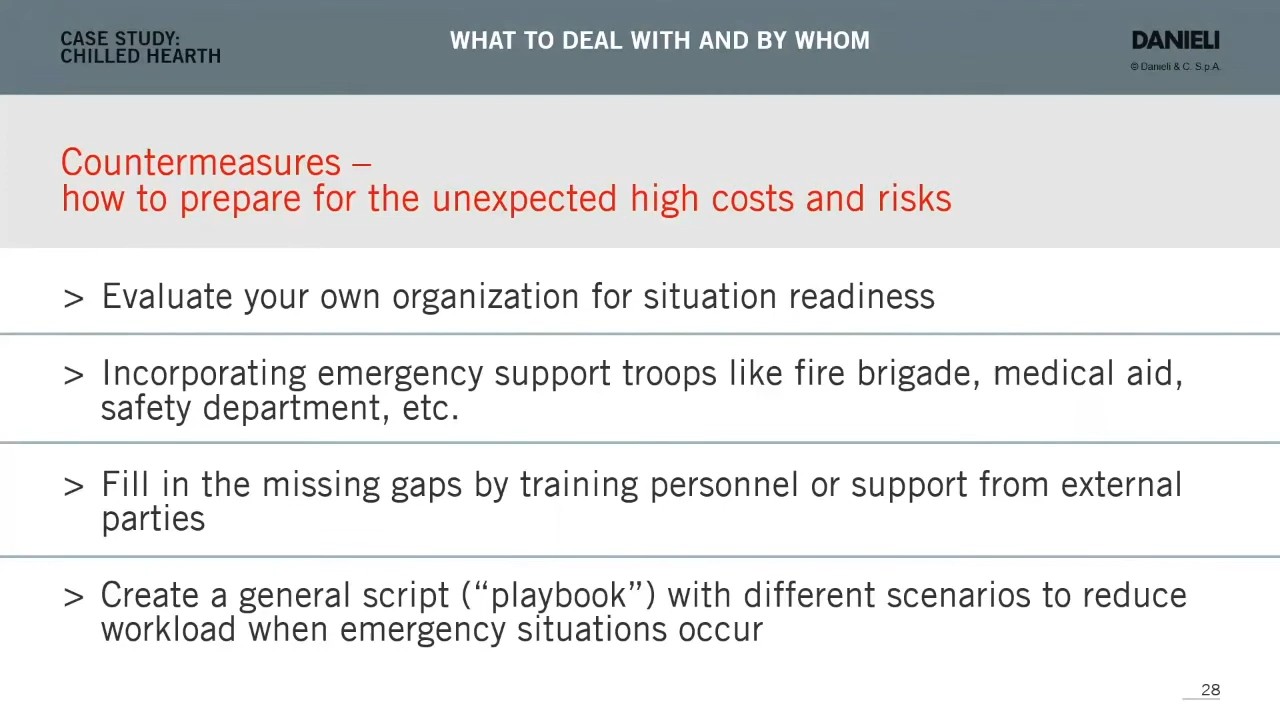 CASE STUDY:
CHILLED HEARTH
WHAT TO DEAL WITH AND BY WHOM
DANIELI
© Danieli & C. S.p.A.
Countermeasures –
how to prepare for the unexpected high costs and risks
> Evaluate your own organization for situation readiness
> Incorporating emergency support troops like fire brigade, medical aid,
safety department, etc.
> Fill in the missing gaps by training personnel or support from external
parties
> Create a general script (“playbook”) with different scenarios to reduce
workload when emergency situations occur
28